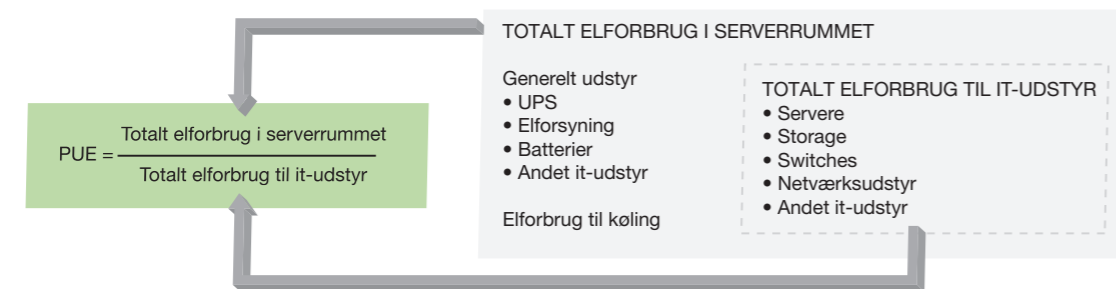 TOTALT ELFORBRUG I SERVERRUMMET
Generelt udstyr
• UPS
• Elforsyning
• Batterier
• Andet it-udstyr
Elforbrug til køling
TOTALT ELFORBRUG TIL IT-UDSTYR
• Servere
• Storage
• Switches
• Netværksudstyr
• Andet it-udstyr
Totalt elforbrug i serverrummet
PUE =
Totalt elforbrug til it-udstyr